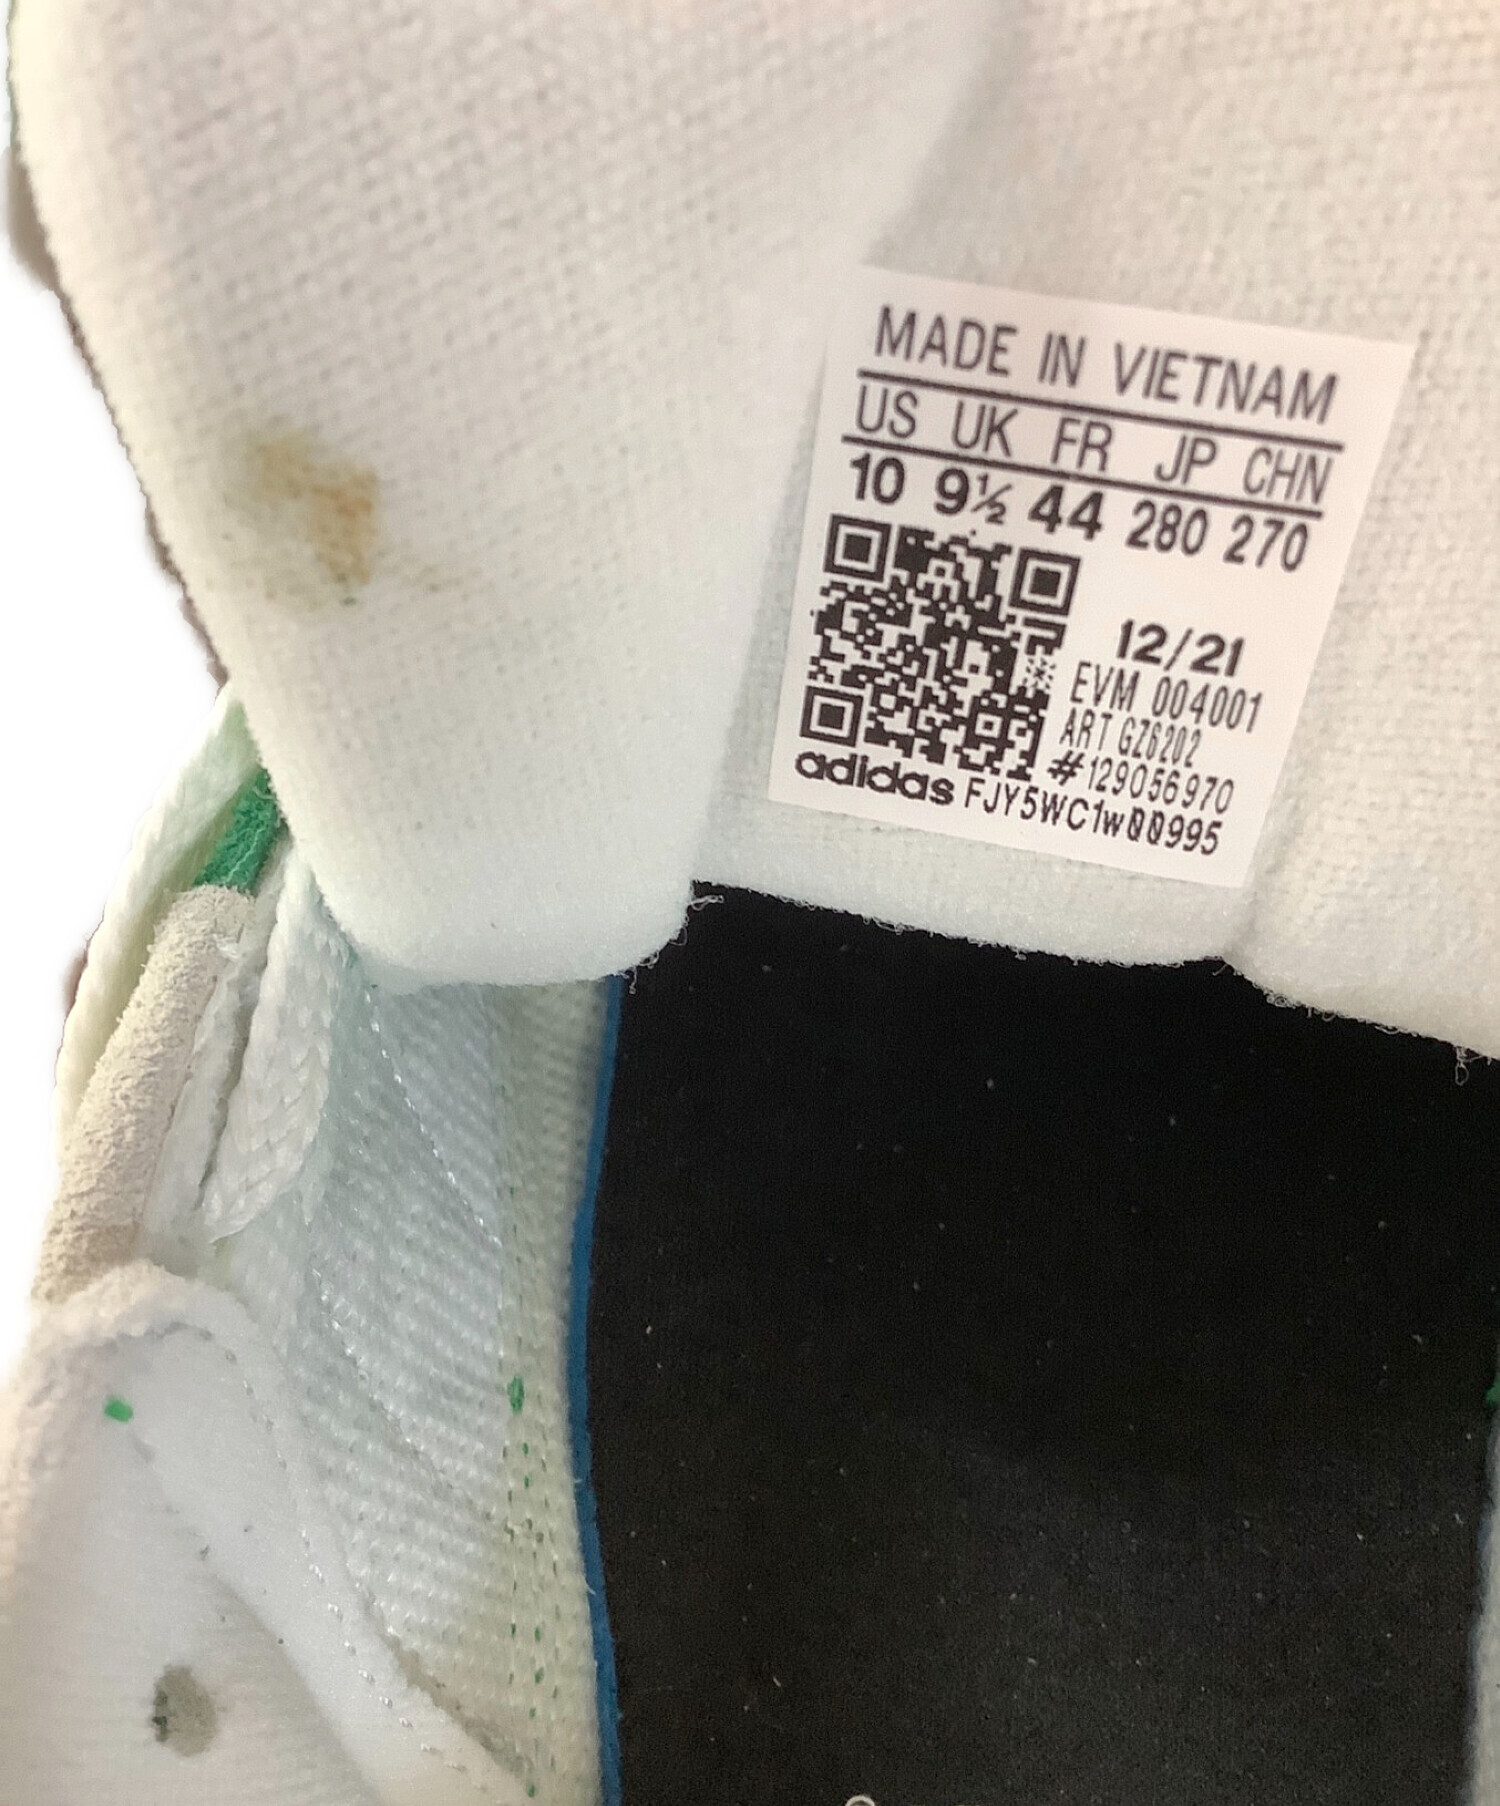 MADE IN VIETNAM
US UK FR JP CHN
10 9½ 44 280 270
12/21
EVM 004001
ART GZ6202
#129056970
adidas FJY5WC1w00995